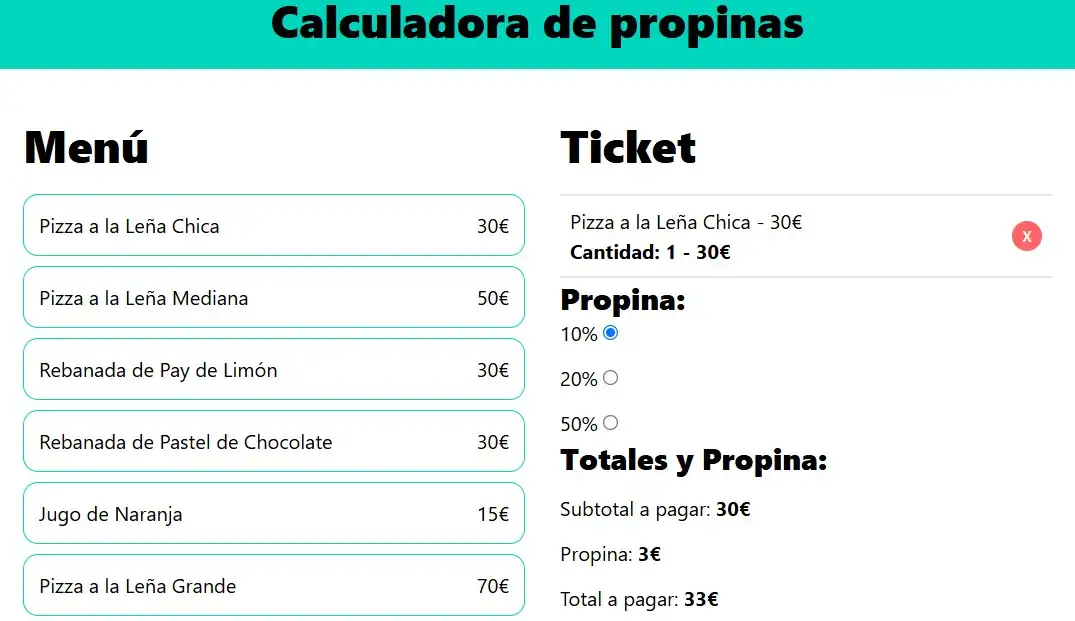 Calculadora de propinas
Menú
Pizza a la Leña Chica 30€
Pizza a la Leña Mediana 50€
Rebanada de Pay de Limón 30€
Rebanada de Pastel de Chocolate 30€
Jugo de Naranja 15€
Pizza a la Leña Grande 70€
Ticket
Pizza a la Leña Chica - 30€
Cantidad: 1 - 30€
X
Propina:
10%
20%
50%
Totales y Propina:
Subtotal a pagar: 30€
Propina: 3€
Total a pagar: 33€